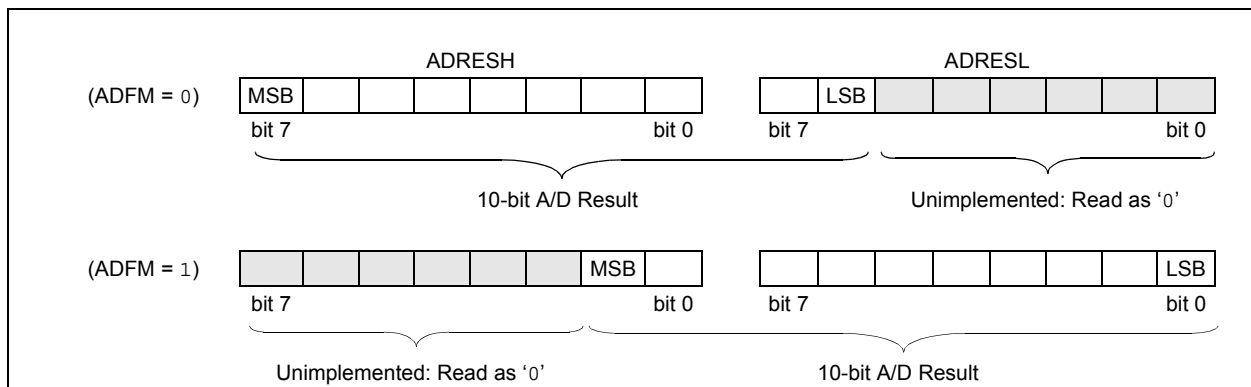 ADRESH ADRESL
(ADFM = 0) MSB LSB
bit 7 bit 0 bit 7 bit 0
10-bit A/D Result Unimplemented: Read as ‘0’
(ADFM = 1) MSB LSB
bit 7 bit 0 bit 7 bit 0
Unimplemented: Read as ‘0’ 10-bit A/D Result